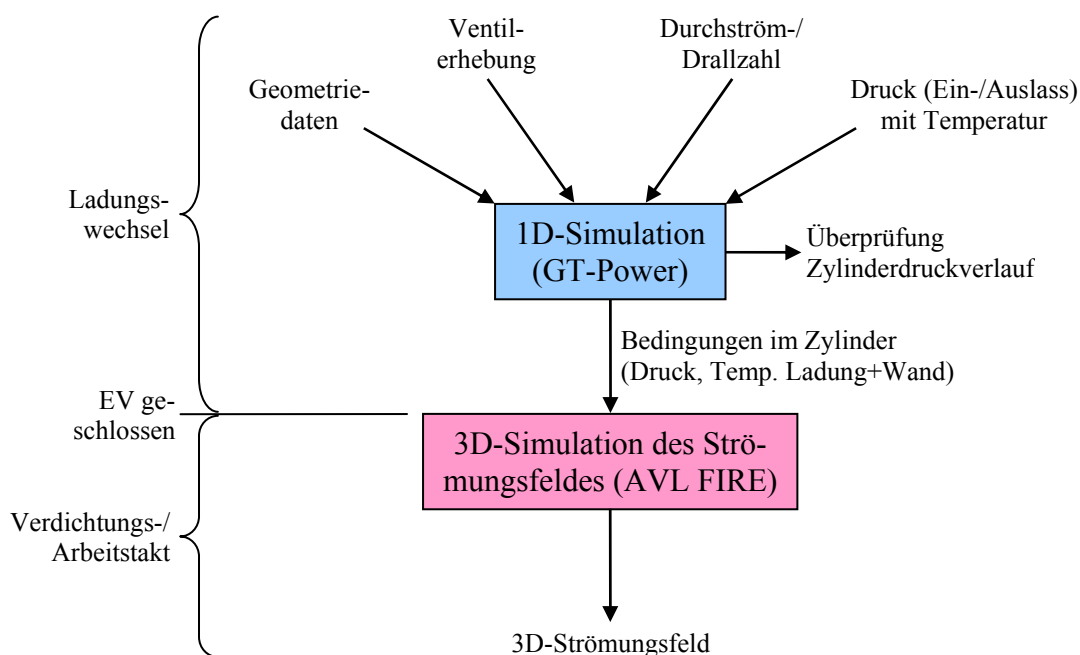 Ventil-
erhebung
Durchström-/
Drallzahl
Geometrie-
daten
Druck (Ein-/Auslass)
mit Temperatur
Ladungs-
wechsel
1D-Simulation
(GT-Power)
Überprüfung
Zylinderdruckverlauf
Bedingungen im Zylinder
(Druck, Temp. Ladung+Wand)
EV ge-
schlossen
3D-Simulation des Strö-
mungsfeldes (AVL FIRE)
Verdichtungs-/
Arbeitstakt
3D-Strömungsfeld